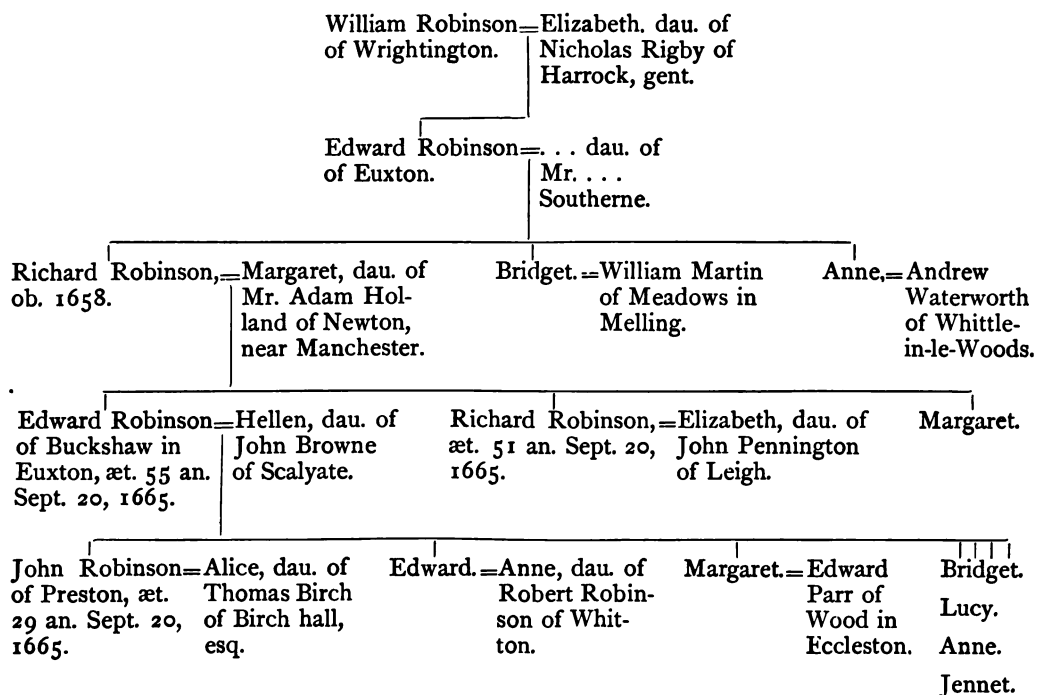 William Robinson=Elizabeth. dau. of
of Wrightington. Nicholas Rigby of
Harrock, gent.
Edward Robinson=. . . dau. of
of Euxton. Mr. . . .
Southerne.
Richard Robinson,=Margaret, dau. of
ob. 1658. Mr. Adam Hol-
land of Newton,
near Manchester.
Bridget.=William Martin
of Meadows in
Melling.
Anne,=Andrew
Waterworth
of Whittle-
in-le-Woods.
Edward Robinson=Hellen, dau. of
of Buckshaw in John Browne
Euxton, æt. 55 an. of Scalyate.
Sept. 20, 1665.
Richard Robinson,=Elizabeth, dau. of
æt. 51 an. Sept. 20, John Pennington
1665. of Leigh.
Margaret.
John Robinson=Alice, dau. of
of Preston, æt. Thomas Birch
29 an. Sept. 20, of Birch hall,
1665. esq.
Edward.=Anne, dau. of
Robert Robin-
son of Whit-
ton.
Margaret.=Edward
Parr of
Wood in
Eccleston.
Bridget.
Lucy.
Anne.
Jennet.